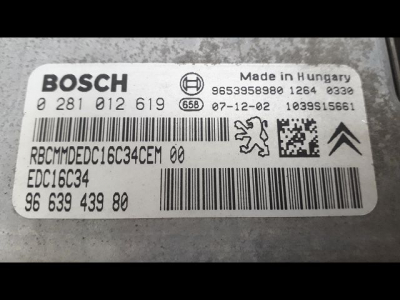 BOSCH
Made in Hungary
9653958980 1264 0330
0 281 012 619 658 07-12-02 1039S15661
RBCMMDEDC16C34CEM 00
EDC16C34
96 639 439 80